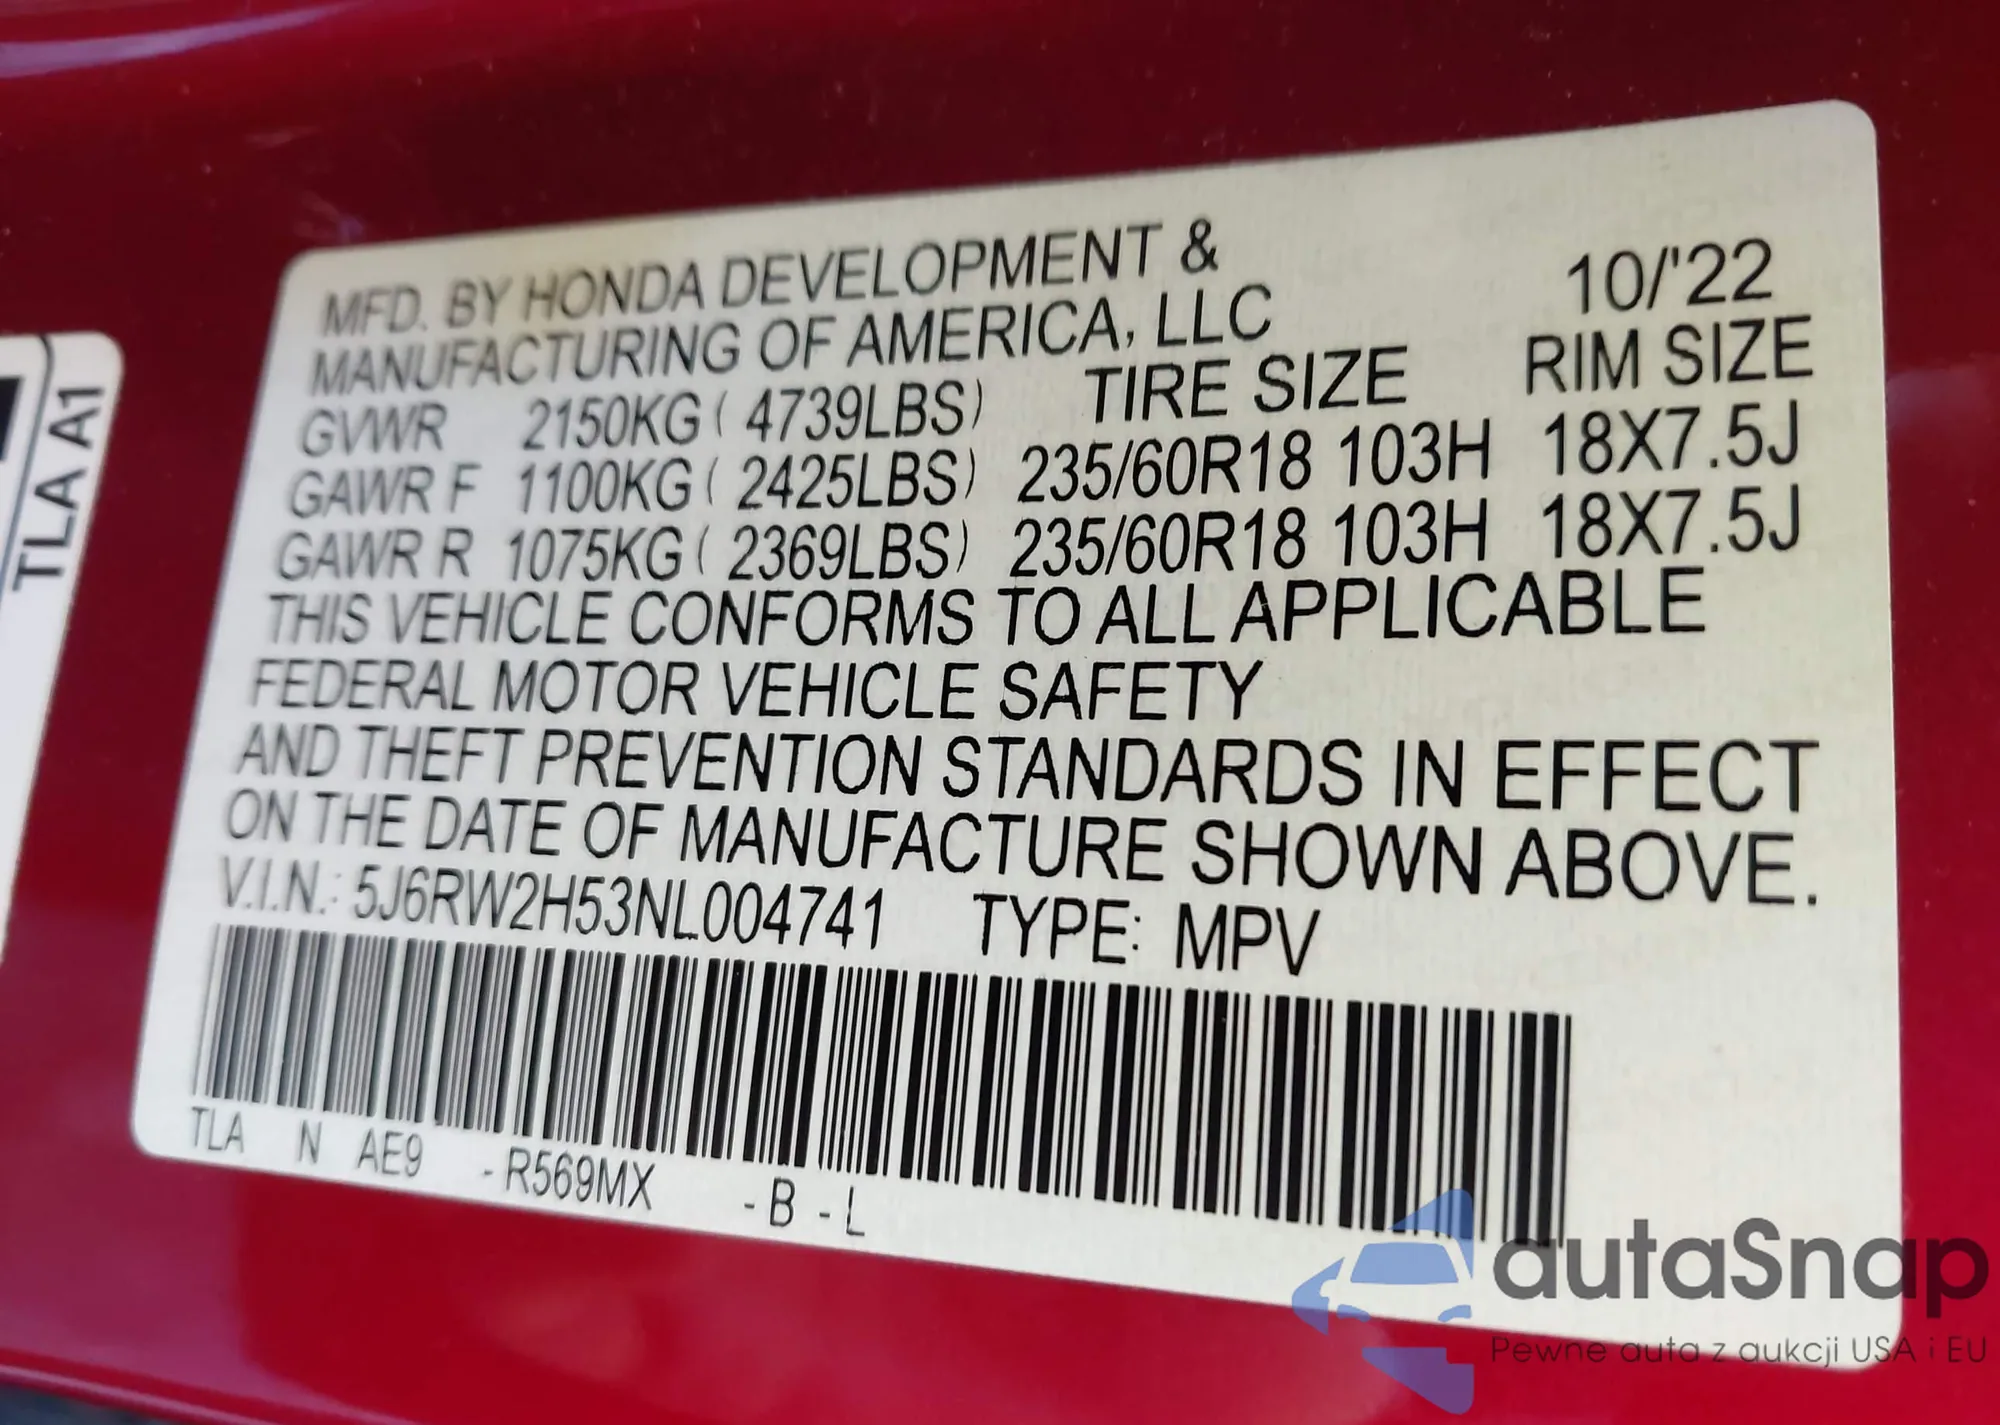 MFD. BY HONDA DEVELOPMENT &
MANUFACTURING OF AMERICA, LLC
10/'22
TIRE SIZE RIM SIZE
GVWR 2150KG ( 4739LBS)
GAWR F 1100KG ( 2425LBS) 235/60R18 103H 18X7.5J
GAWR R 1075KG ( 2369LBS) 235/60R18 103H 18X7.5J
THIS VEHICLE CONFORMS TO ALL APPLICABLE
FEDERAL MOTOR VEHICLE SAFETY
AND THEFT PREVENTION STANDARDS IN EFFECT
ON THE DATE OF MANUFACTURE SHOWN ABOVE.
V.I.N.: 5J6RW2H53NL004741 TYPE: MPV
TLA N AE9 -R569MX -B -L
TLA A1
autaSnap
Pewne auta z aukcji USA i EU